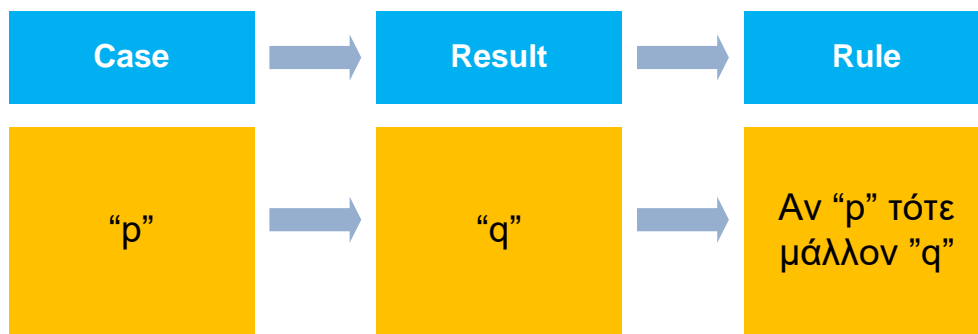 Case
Result
Rule
“p”
“q”
Αν “p” τότε
μάλλον ”q”